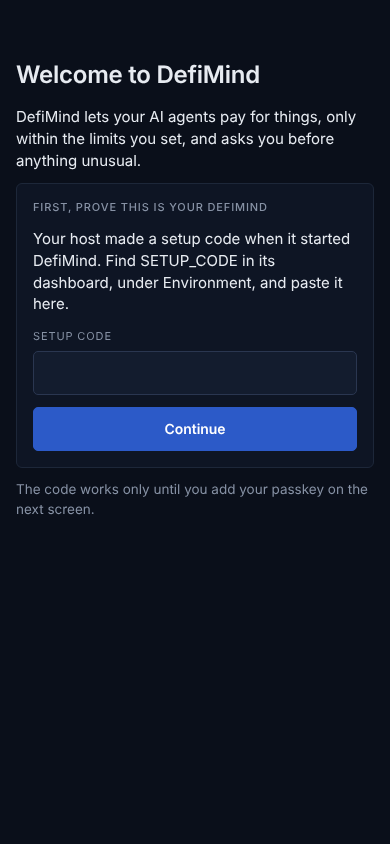 Welcome to DefiMind
DefiMind lets your AI agents pay for things, only
within the limits you set, and asks you before
anything unusual.
FIRST, PROVE THIS IS YOUR DEFIMIND
Your host made a setup code when it started
DefiMind. Find SETUP_CODE in its
dashboard, under Environment, and paste it
here.
SETUP CODE
Continue
The code works only until you add your passkey on the
next screen.